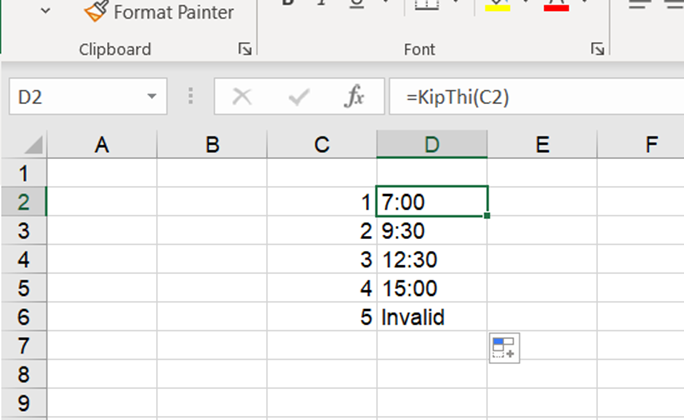 Format Painter
Clipboard
Font
D2
fx
=KipThi(C2)
A B C D E F
1
2 1 7:00
3 2 9:30
4 3 12:30
5 4 15:00
6 5 Invalid
7
8
9